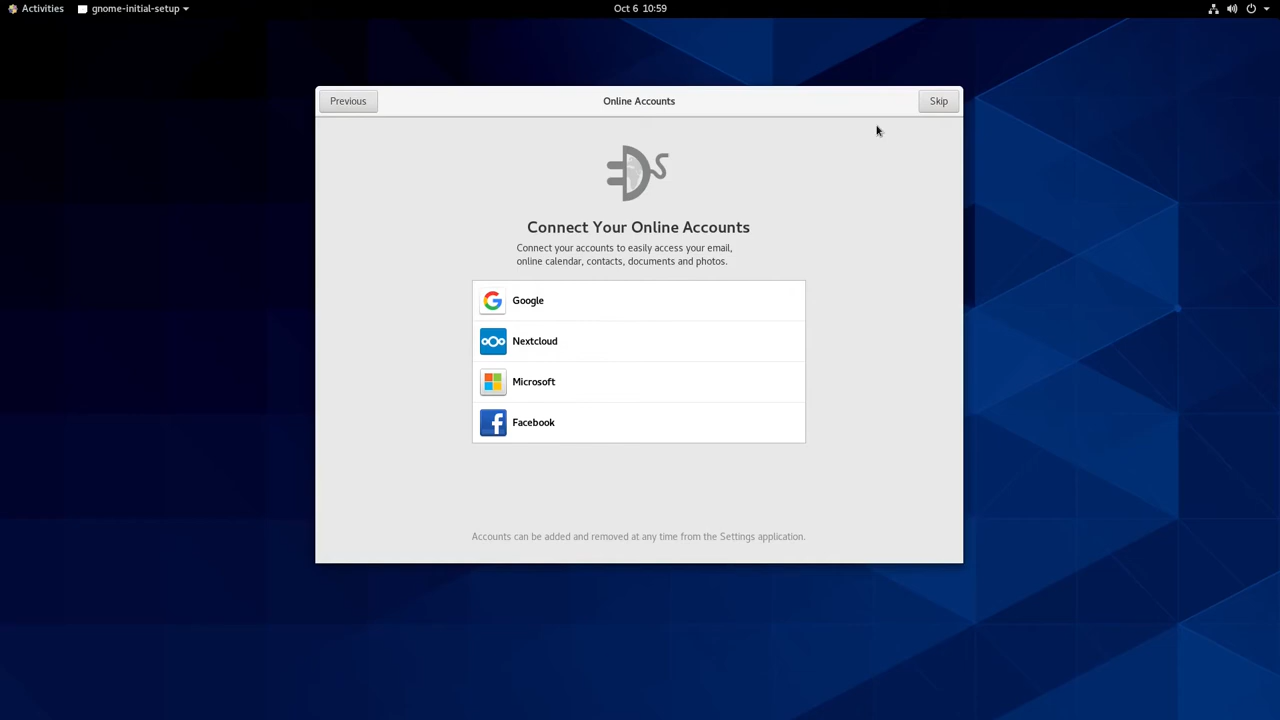 Activities gnome-initial-setup Oct 6 10:59
Previous Online Accounts Skip
Connect Your Online Accounts
Connect your accounts to easily access your email,
online calendar, contacts, documents and photos.
Google
Nextcloud
Microsoft
Facebook
Accounts can be added and removed at any time from the Settings application.